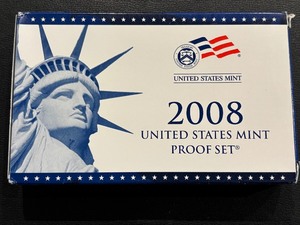 UNITED STATES MINT
2008
UNITED STATES MINT
PROOF SET®